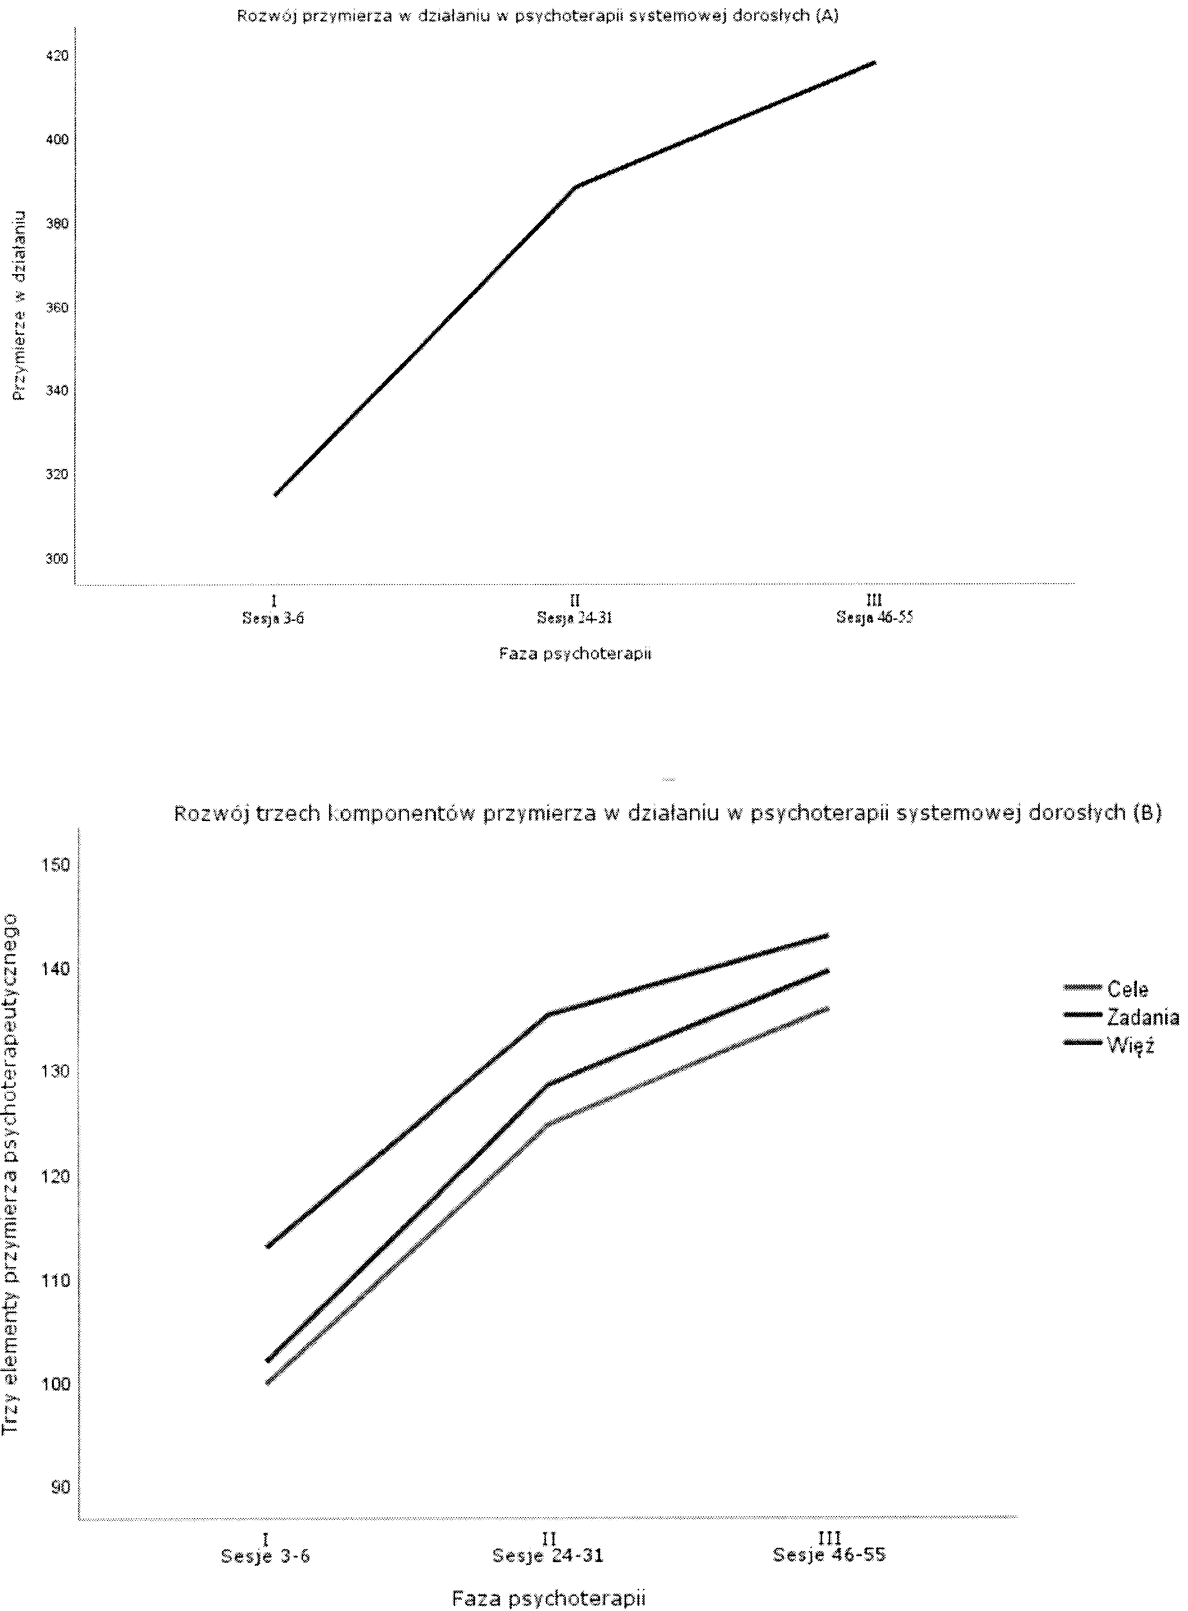 Rozwój przymierza w działaniu w psychoterapii systemowej dorosłych (A)
420
400
380
360
340
320
300
Przymierze w działaniu
I
II
III
Sesja 3-6
Sesja 24-31
Sesja 46-55
Faza psychoterapii
Rozwój trzech komponentów przymierza w działaniu w psychoterapii systemowej dorosłych (B)
150
140
130
120
110
100
90
Trzy elementy przymierza psychoterapeutycznego
Cele
Zadania
Więź
I
II
III
Sesje 3-6
Sesje 24-31
Sesje 46-55
Faza psychoterapii